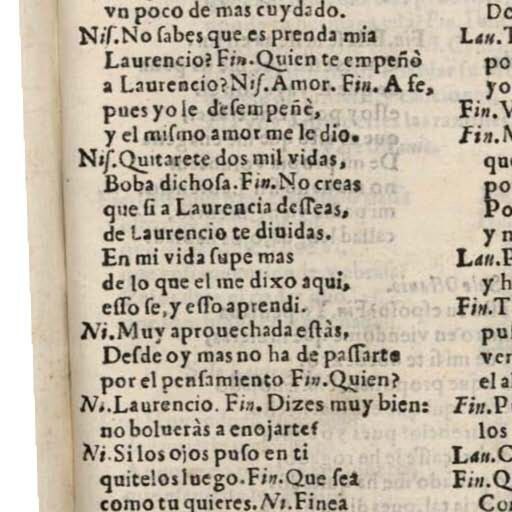 vn poco de mas cuydado.
Niſ. No ſabes que es prenda mia
Laurencio? Fin. Quien te empeñò
a Laurencio? Niſ. Amor. Fin. A fe,
pues yo le deſempeñè,
y el miſmo amor me le dio.
Niſ. Quitarete dos mil vidas,
Boba dichoſa. Fin. No creas
que ſi a Laurencia deſſeas,
de Laurencio te diuidas.
En mi vida ſupe mas
de lo que el me dixo aqui,
eſſo ſe, y eſſo aprendi.
Ni. Muy aprouechada eſtàs,
Deſde oy mas no ha de paſſarte
por el penſamiento Fin. Quien?
Ni. Laurencio. Fin. Dizes muy bien:
no bolueràs a enojarteſ
Ni. Si los ojos puſo en ti
quitelos luego. Fin. Que ſea
como tu quieres. Ni. Finea
Do
Lau. T
po
yo
Fin. V
Fin. N
que
po
Po
y n
Lau. P
y h
Fin. T
puſ
ver
el a
Fin. P
los
Lau. C
Fin. Q
Con